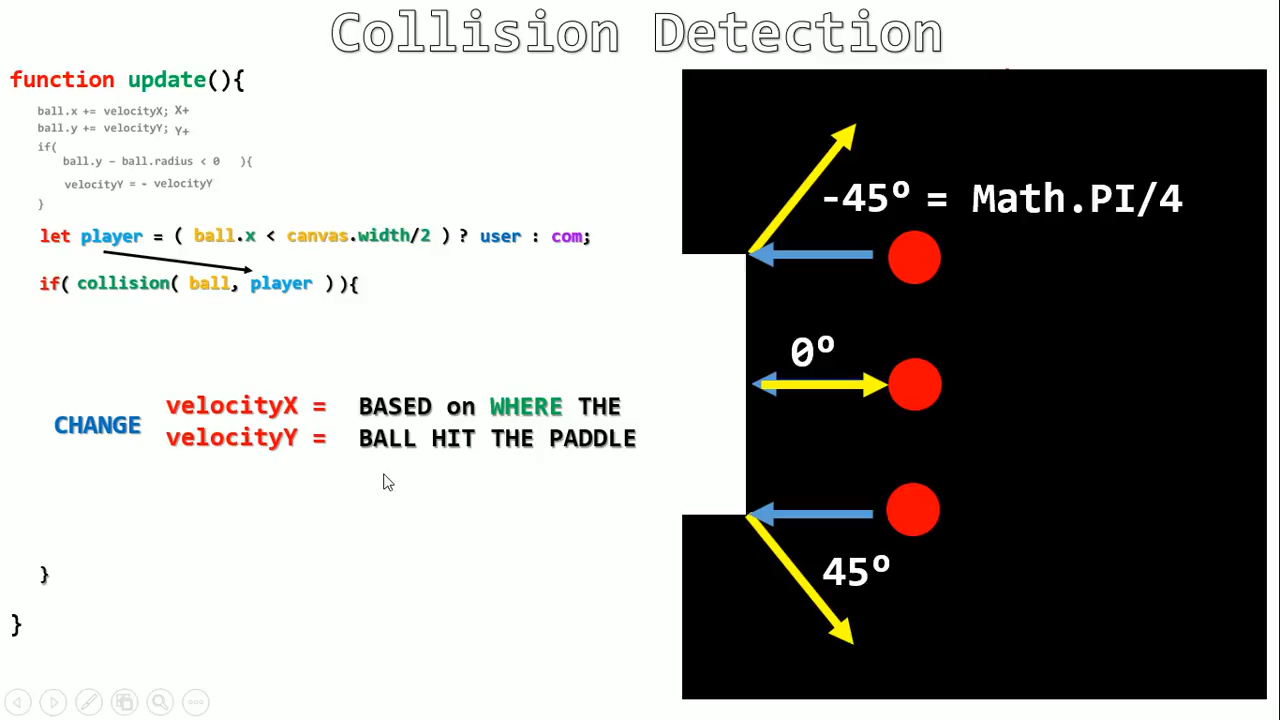 Collision Detection
function update(){
ball.x += velocityX; X+
ball.y += velocityY; Y+
if(
ball.y – ball.radius < 0 ){
velocityY = - velocityY
}
let player = ( ball.x < canvas.width/2 ) ? user : com;
if( collision( ball, player ) ){
CHANGE
velocityX = BASED on WHERE THE
velocityY = BALL HIT THE PADDLE
}
}
-45º = Math.PI/4
0º
45º